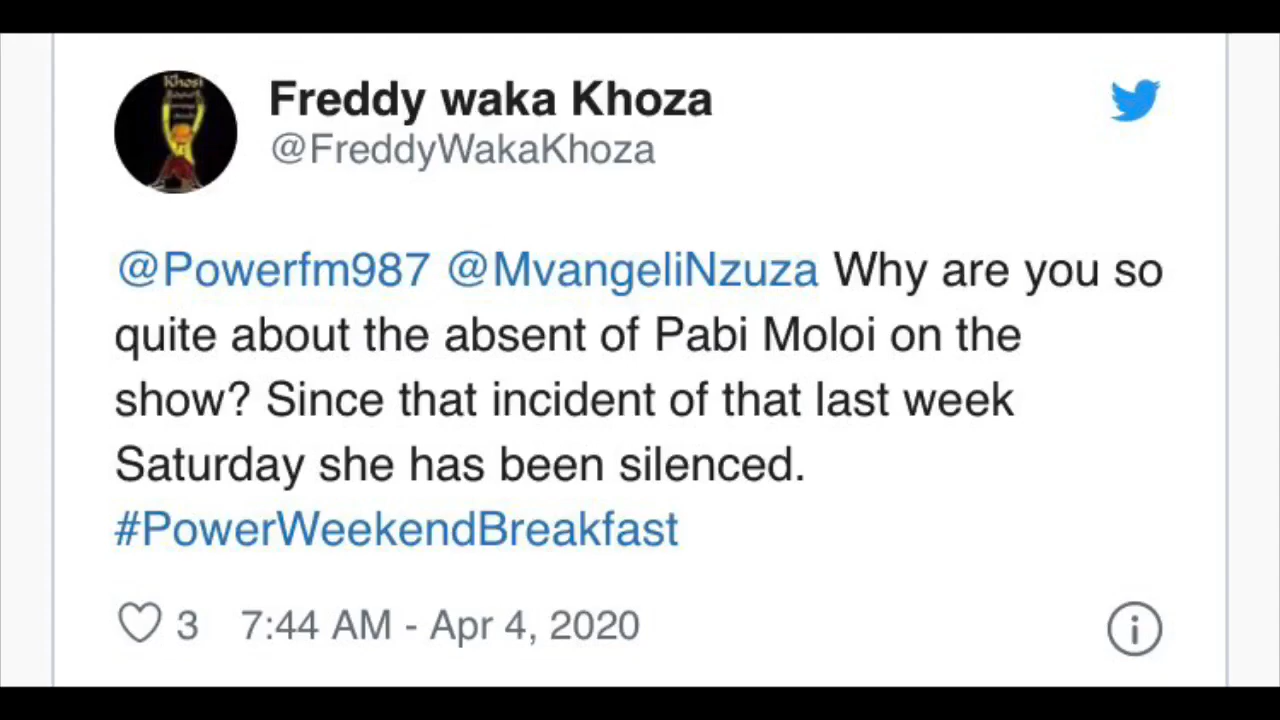 Khosi
Freddy waka Khoza
@FreddyWakaKhoza
@Powerfm987 @MvangeliNzuza Why are you so
quite about the absent of Pabi Moloi on the
show? Since that incident of that last week
Saturday she has been silenced.
#PowerWeekendBreakfast
3 7:44 AM - Apr 4, 2020